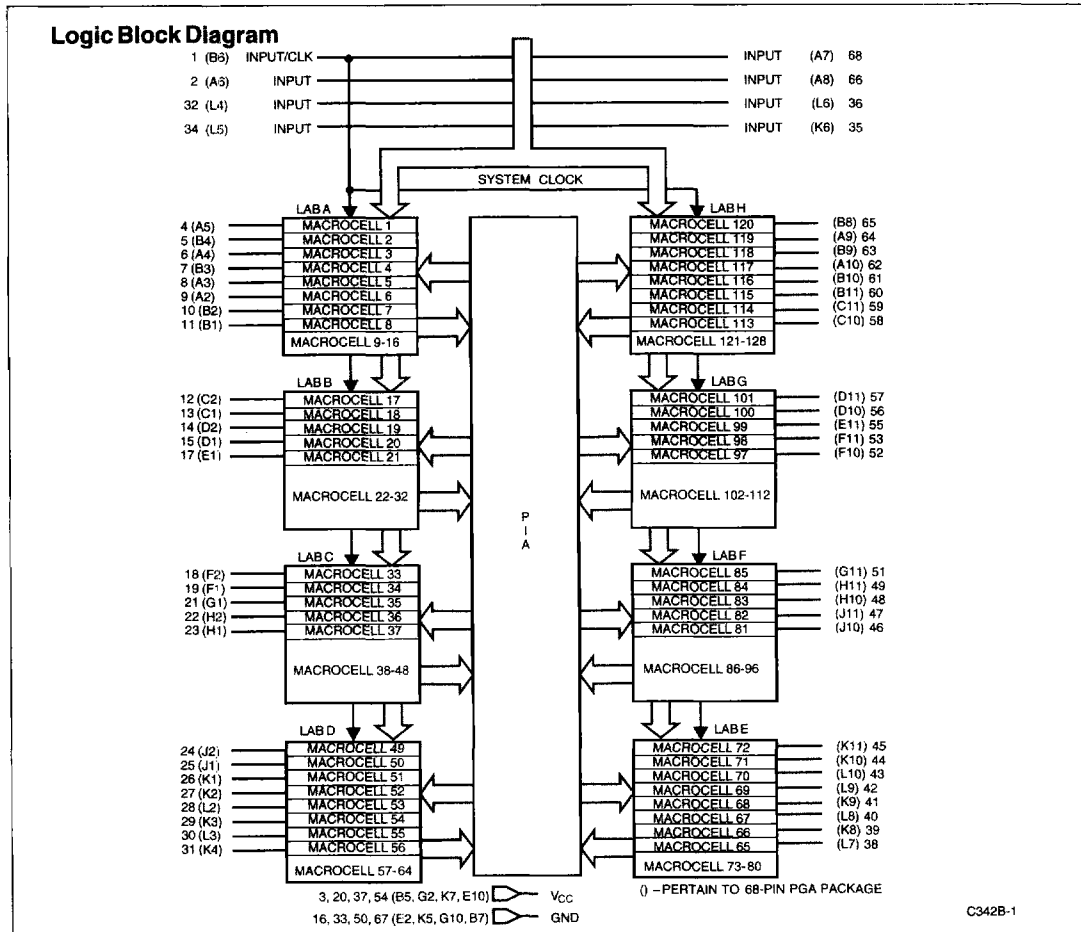 Logic Block Diagram
1 (B6) INPUT/CLK INPUT (A7) 68
2 (A6) INPUT INPUT (A8) 66
32 (L4) INPUT INPUT (L6) 36
34 (L5) INPUT INPUT (K6) 35
SYSTEM CLOCK
LAB A
4 (A5) MACROCELL 1
5 (B4) MACROCELL 2
6 (A4) MACROCELL 3
7 (B3) MACROCELL 4
8 (A3) MACROCELL 5
9 (A2) MACROCELL 6
10 (B2) MACROCELL 7
11 (B1) MACROCELL 8
MACROCELL 9-16
LAB B
12 (C2) MACROCELL 17
13 (C1) MACROCELL 18
14 (D2) MACROCELL 19
15 (D1) MACROCELL 20
17 (E1) MACROCELL 21
MACROCELL 22-32
LAB C
18 (F2) MACROCELL 33
19 (F1) MACROCELL 34
21 (G1) MACROCELL 35
22 (H2) MACROCELL 36
23 (H1) MACROCELL 37
MACROCELL 38-48
LAB D
24 (J2) MACROCELL 49
25 (J1) MACROCELL 50
26 (K1) MACROCELL 51
27 (K2) MACROCELL 52
28 (L2) MACROCELL 53
29 (K3) MACROCELL 54
30 (L3) MACROCELL 55
31 (K4) MACROCELL 56
MACROCELL 57-64
P
I
A
LAB H
MACROCELL 120 (B8) 65
MACROCELL 119 (A9) 64
MACROCELL 118 (B9) 63
MACROCELL 117 (A10) 62
MACROCELL 116 (B10) 61
MACROCELL 115 (B11) 60
MACROCELL 114 (C11) 59
MACROCELL 113 (C10) 58
MACROCELL 121-128
LAB G
MACROCELL 101 (D11) 57
MACROCELL 100 (D10) 56
MACROCELL 99 (E11) 55
MACROCELL 98 (F11) 53
MACROCELL 97 (F10) 52
MACROCELL 102-112
LAB F
MACROCELL 85 (G11) 51
MACROCELL 84 (H11) 49
MACROCELL 83 (H10) 48
MACROCELL 82 (J11) 47
MACROCELL 81 (J10) 46
MACROCELL 86-96
LAB E
MACROCELL 72 (K11) 45
MACROCELL 71 (K10) 44
MACROCELL 70 (L10) 43
MACROCELL 69 (L9) 42
MACROCELL 68 (K9) 41
MACROCELL 67 (L8) 40
MACROCELL 66 (K8) 39
MACROCELL 65 (L7) 38
MACROCELL 73-80
3, 20, 37, 54 (B5, G2, K7, E10) VCC
16, 33, 50, 67 (E2, K5, G10, B7) GND
() – PERTAIN TO 68-PIN PGA PACKAGE
C342B-1